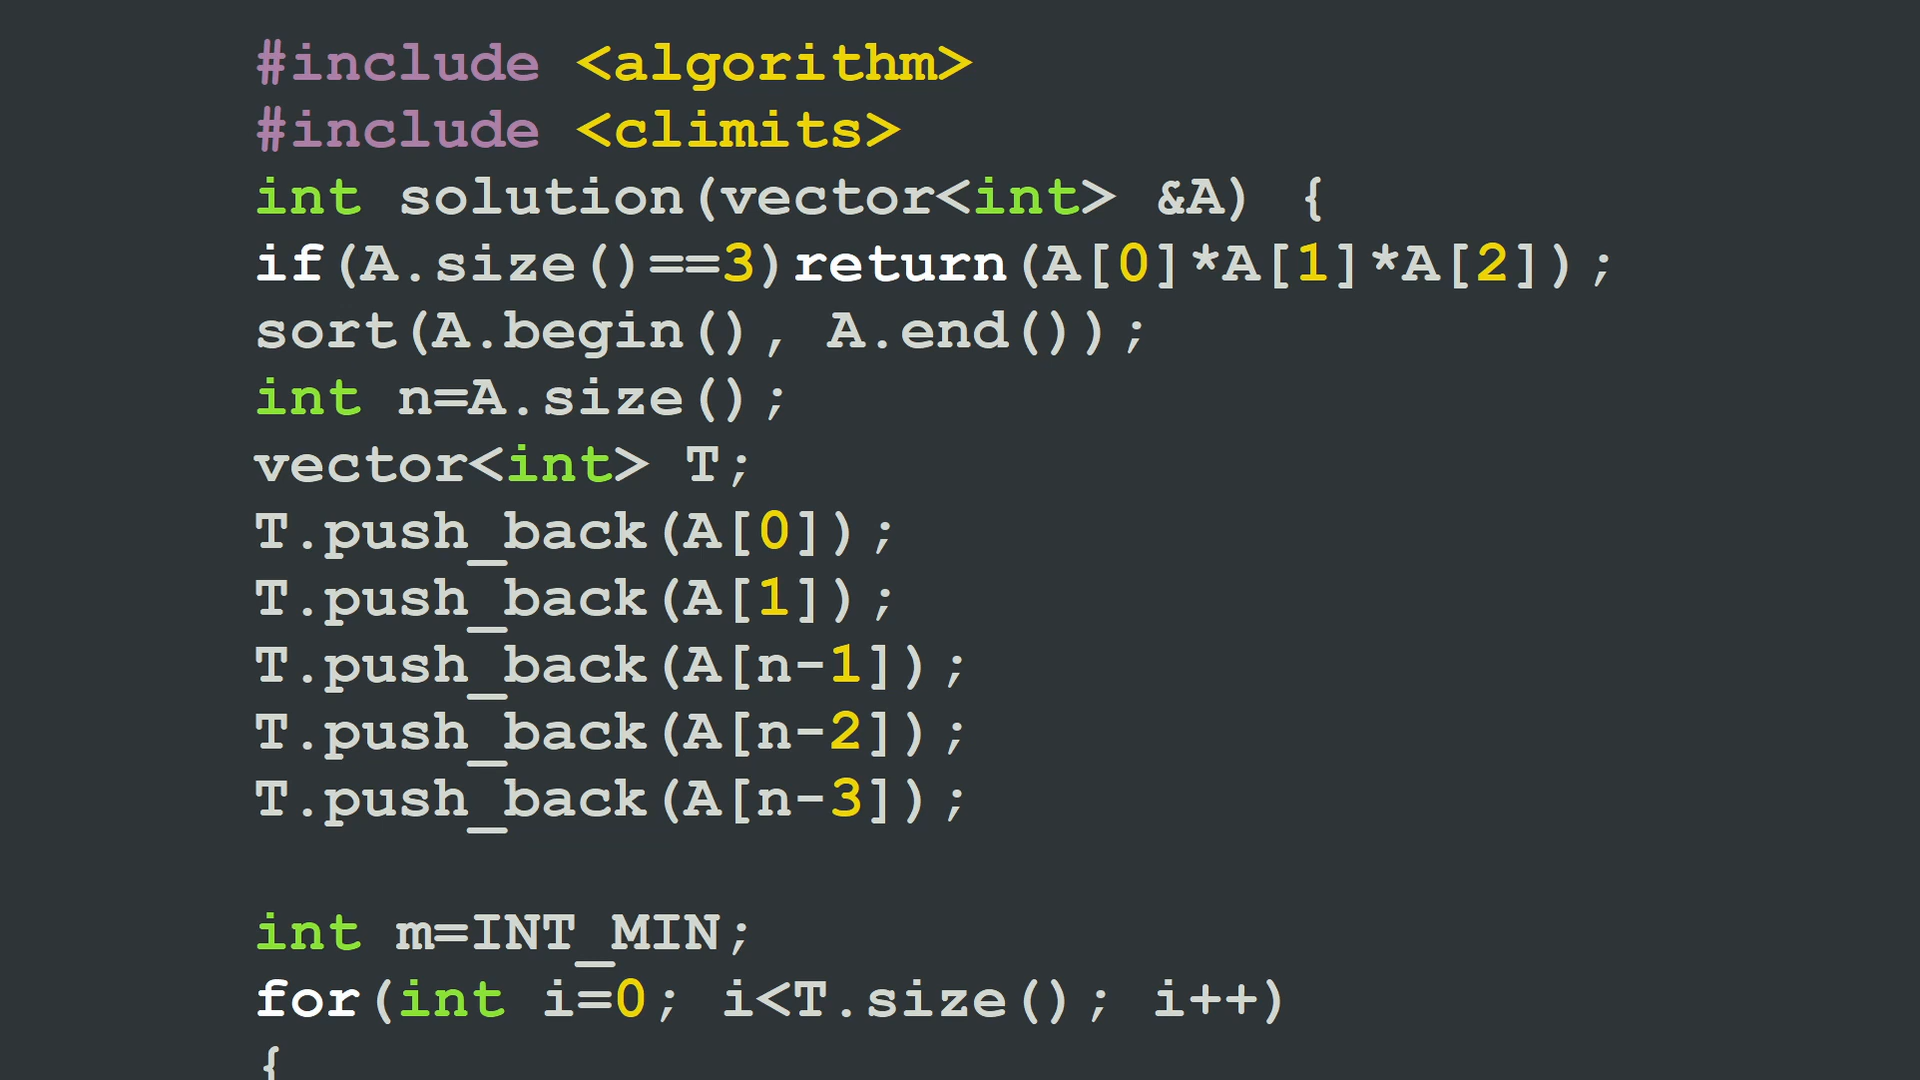 #include <algorithm>
#include <climits>
int solution(vector<int> &A) {
if(A.size()==3)return(A[0]*A[1]*A[2]);
sort(A.begin(), A.end());
int n=A.size();
vector<int> T;
T.push_back(A[0]);
T.push_back(A[1]);
T.push_back(A[n-1]);
T.push_back(A[n-2]);
T.push_back(A[n-3]);
int m=INT_MIN;
for(int i=0; i<T.size(); i++)
{